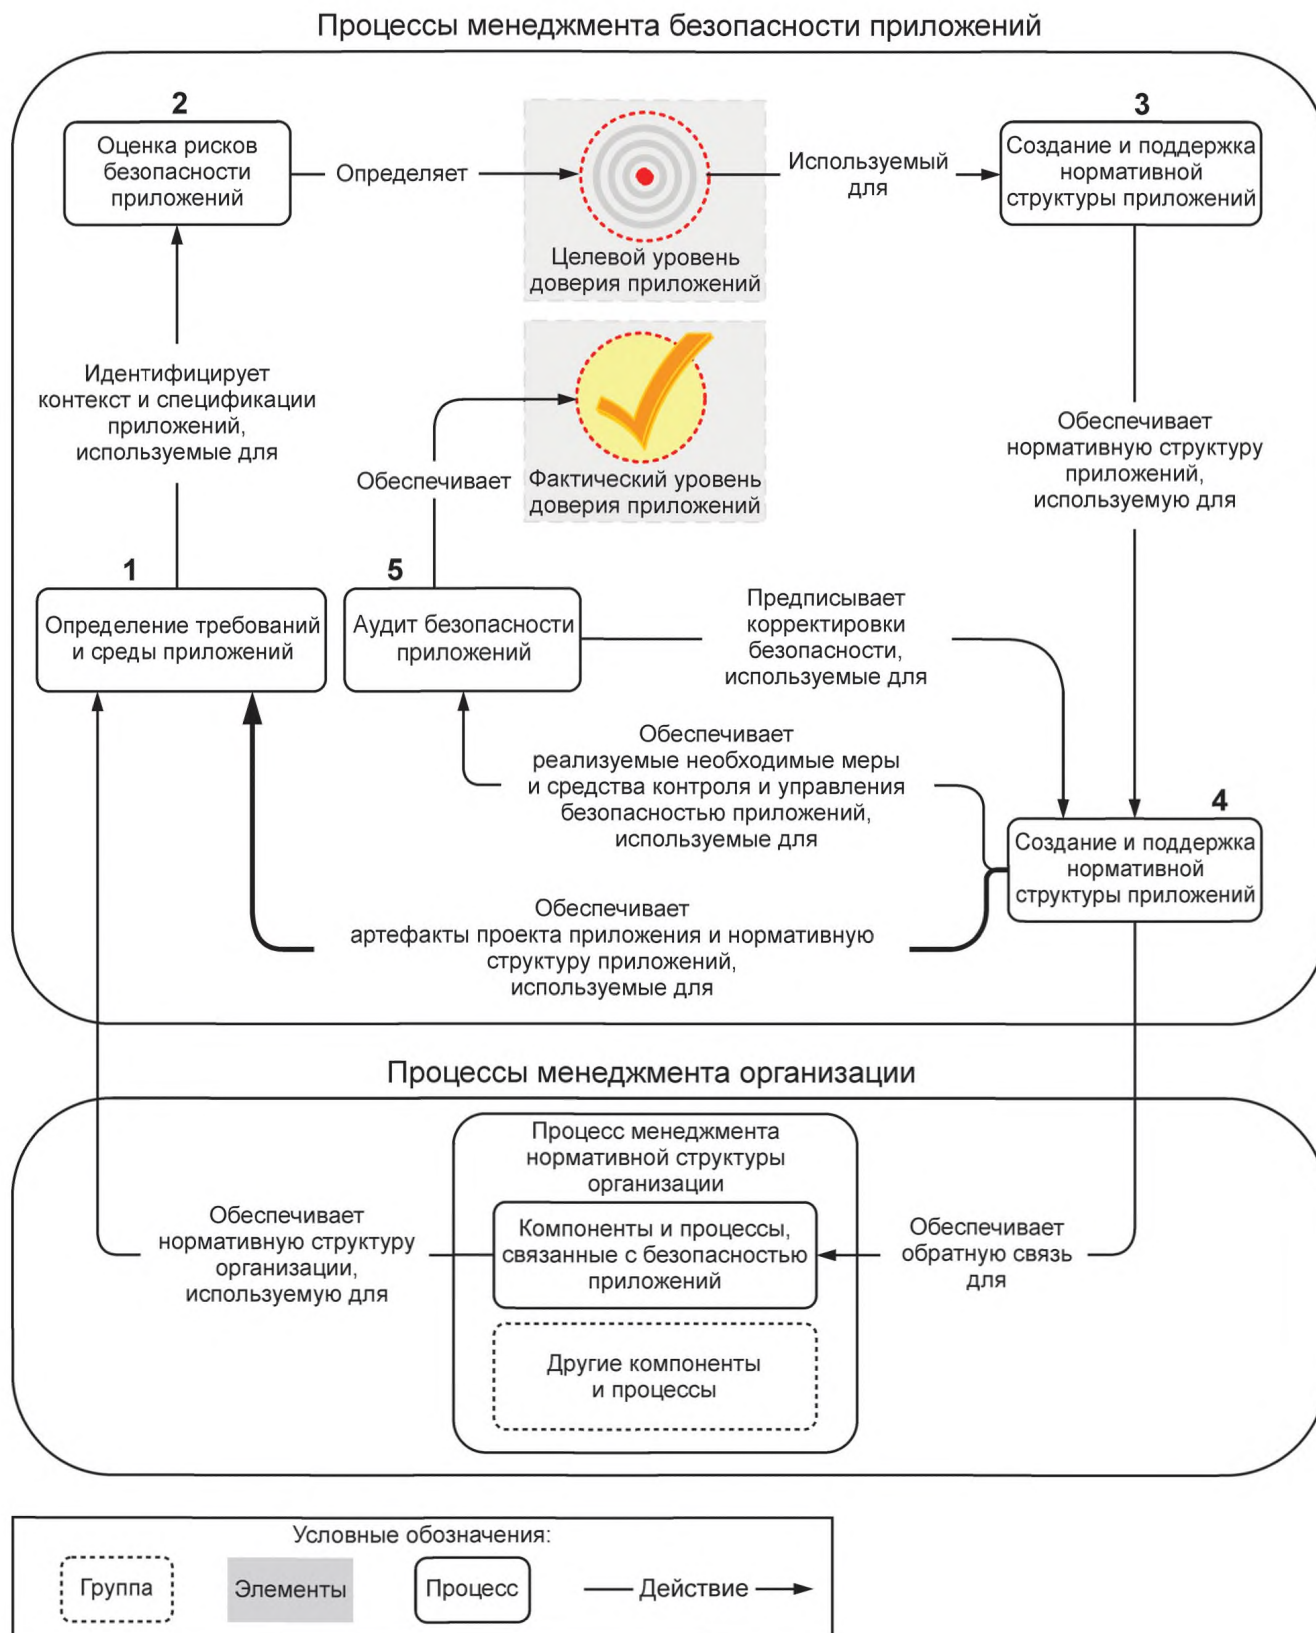 Процессы менеджмента безопасности приложений
2
Оценка рисков
безопасности
приложений
Определяет
Целевой уровень
доверия приложений
Используемый
для
3
Создание и поддержка
нормативной
структуры приложений
Идентифицирует
контекст и спецификации
приложений,
используемые для
Обеспечивает
Фактический уровень
доверия приложений
Обеспечивает
нормативную структуру
приложений,
используемую для
1
Определение требований
и среды приложений
5
Аудит безопасности
приложений
Предписывает
корректировки
безопасности,
используемые для
Обеспечивает
реализуемые необходимые меры
и средства контроля и управления
безопасностью приложений,
используемые для
4
Создание и поддержка
нормативной
структуры приложений
Обеспечивает
артефакты проекта приложения и нормативную
структуру приложений,
используемые для
Процессы менеджмента организации
Процесс менеджмента
нормативной структуры
организации
Обеспечивает
нормативную структуру
организации,
используемую для
Компоненты и процессы,
связанные с безопасностью
приложений
Обеспечивает
обратную связь
для
Другие компоненты
и процессы
Условные обозначения:
Группа
Элементы
Процесс
Действие